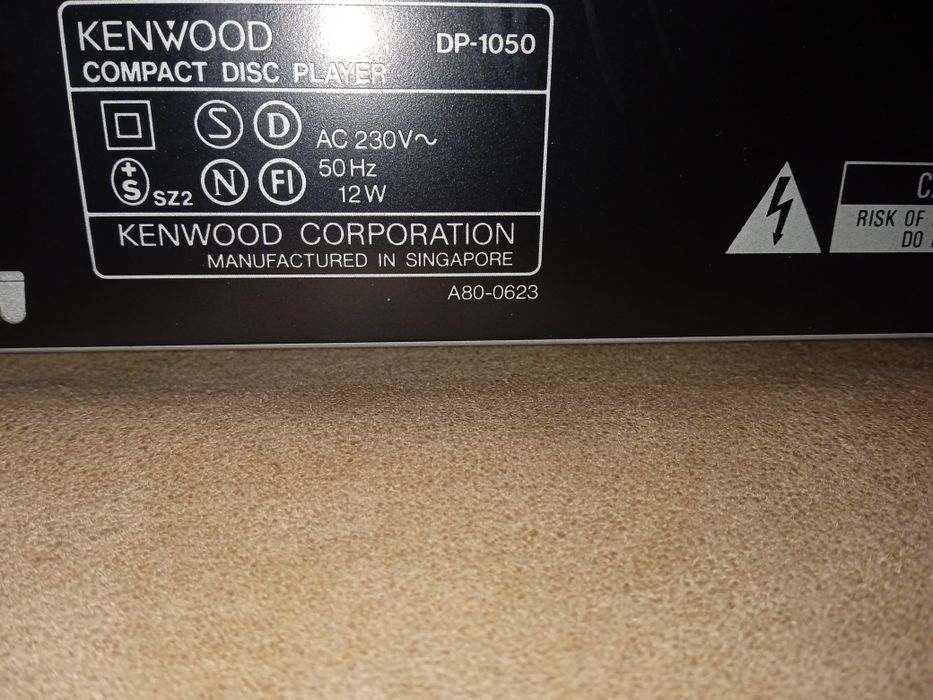 KENWOOD DP-1050
COMPACT DISC PLAYER
S D AC 230V~
50 Hz
+S SZ2 N FI 12W
KENWOOD CORPORATION
MANUFACTURED IN SINGAPORE
A80-0623
RISK OF
DO